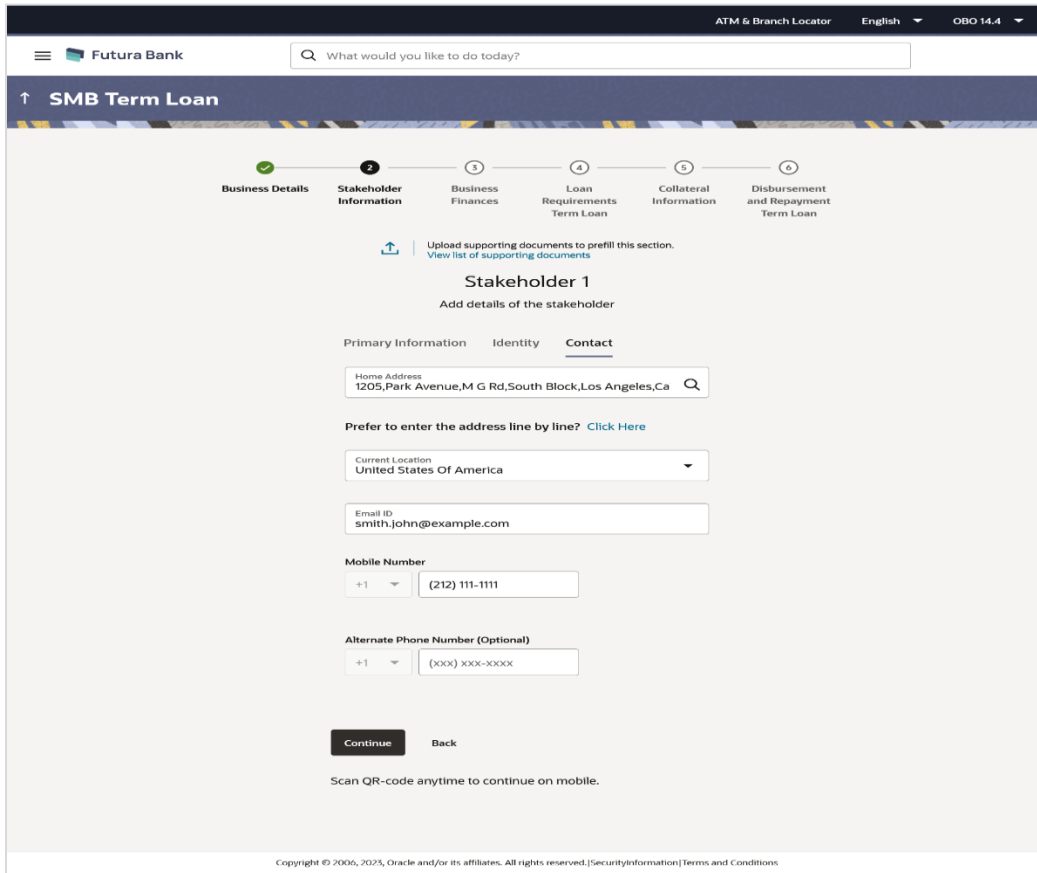 ATM & Branch Locator English OBO 14.4
Futura Bank What would you like to do today?
SMB Term Loan
2 3 4 5 6
Business Details Stakeholder Information Business Finances Loan Requirements Term Loan Collateral Information Disbursement and Repayment Term Loan
Upload supporting documents to prefill this section.
View list of supporting documents
Stakeholder 1
Add details of the stakeholder
Primary Information Identity Contact
Home Address
1205,Park Avenue,M G Rd,South Block,Los Angeles,Ca
Prefer to enter the address line by line? Click Here
Current Location
United States Of America
Email ID
smith.john@example.com
Mobile Number
+1 (212) 111-1111
Alternate Phone Number (Optional)
+1 (xxx) xxx-xxxx
Continue Back
Scan QR-code anytime to continue on mobile.
Copyright © 2006, 2023, Oracle and/or its affiliates. All rights reserved.|SecurityInformation|Terms and Conditions